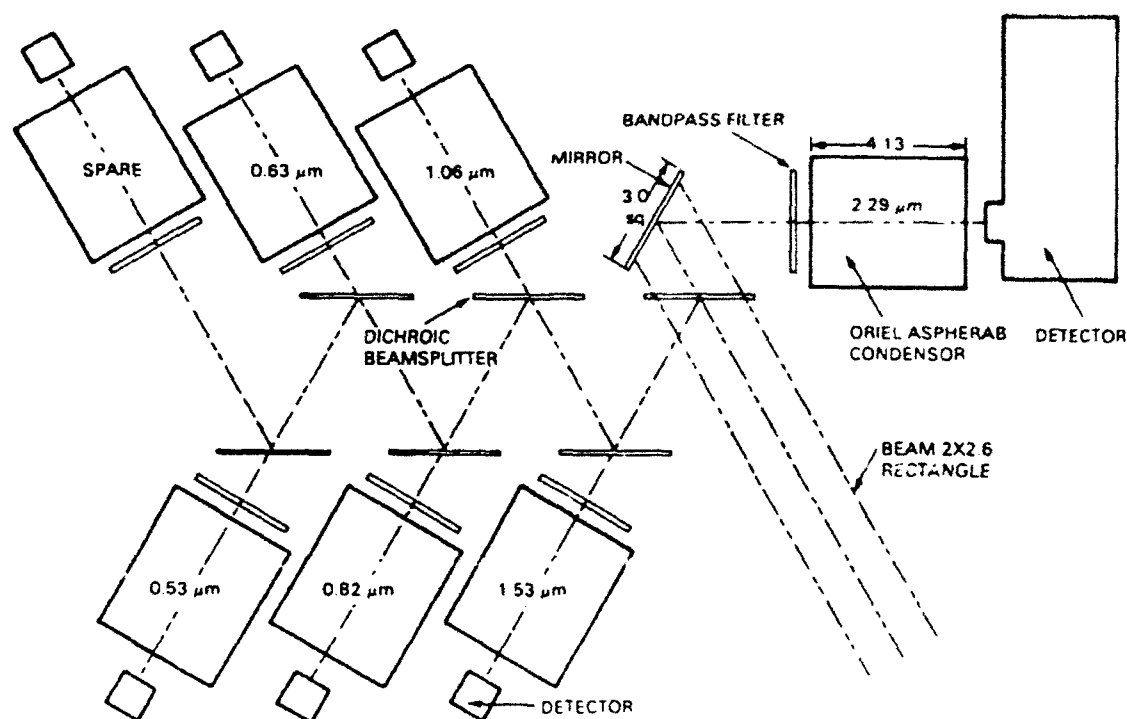 SPARE
0.63 μm
1.06 μm
BANDPASS FILTER
MIRROR
3.0
sq
4.13
2.29 μm
ORIEL ASPHERAB
CONDENSOR
DETECTOR
DICHROIC
BEAMSPLITTER
BEAM 2X2.6
RECTANGLE
0.53 μm
0.82 μm
1.53 μm
DETECTOR